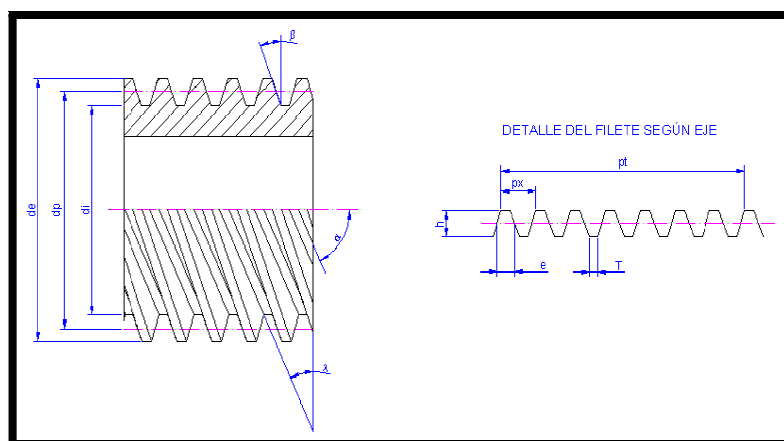 β
DETALLE DEL FILETE SEGÚN EJE
pt
px
de
dp
di
h
α
e
T
λ